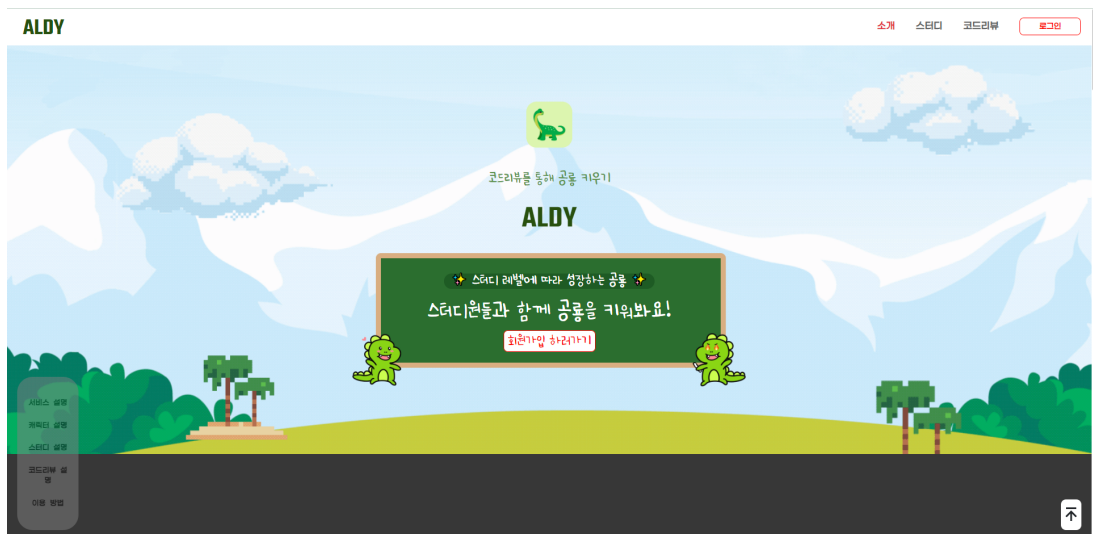 ALDY
소개 스터디 코드리뷰 로그인
코드리뷰를 통해 공룡 키우기
ALDY
스터디 레벨에 따라 성장하는 공룡
스터디원들과 함께 공룡을 키워봐요!
회원가입 하러가기
서비스 설명
캐릭터 설명
스터디 설명
코드리뷰 설
명
이용 방법